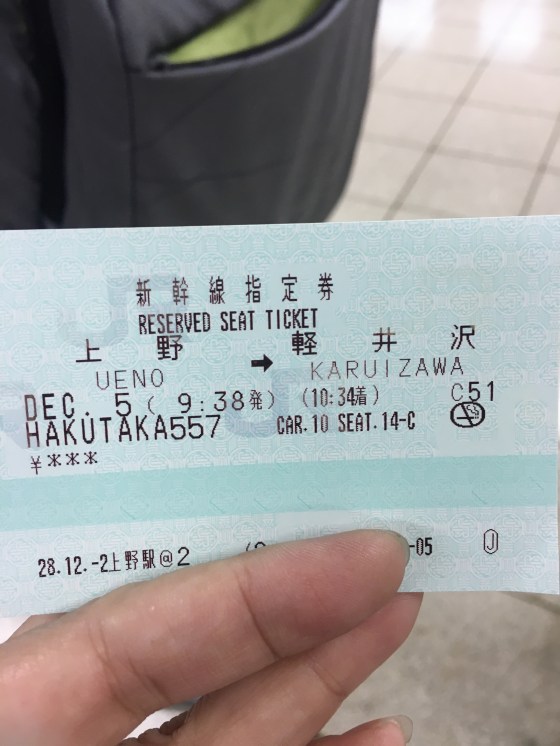 新幹線指定券
RESERVED SEAT TICKET
上野 ➡ 軽井沢
UENO KARUIZAWA
DEC. 5 ( 9:38発) (10:34着) C51
HAKUTAKA557 CAR.10 SEAT.14-C
¥***
28.12.-2上野駅@2 -05 Ⓙ